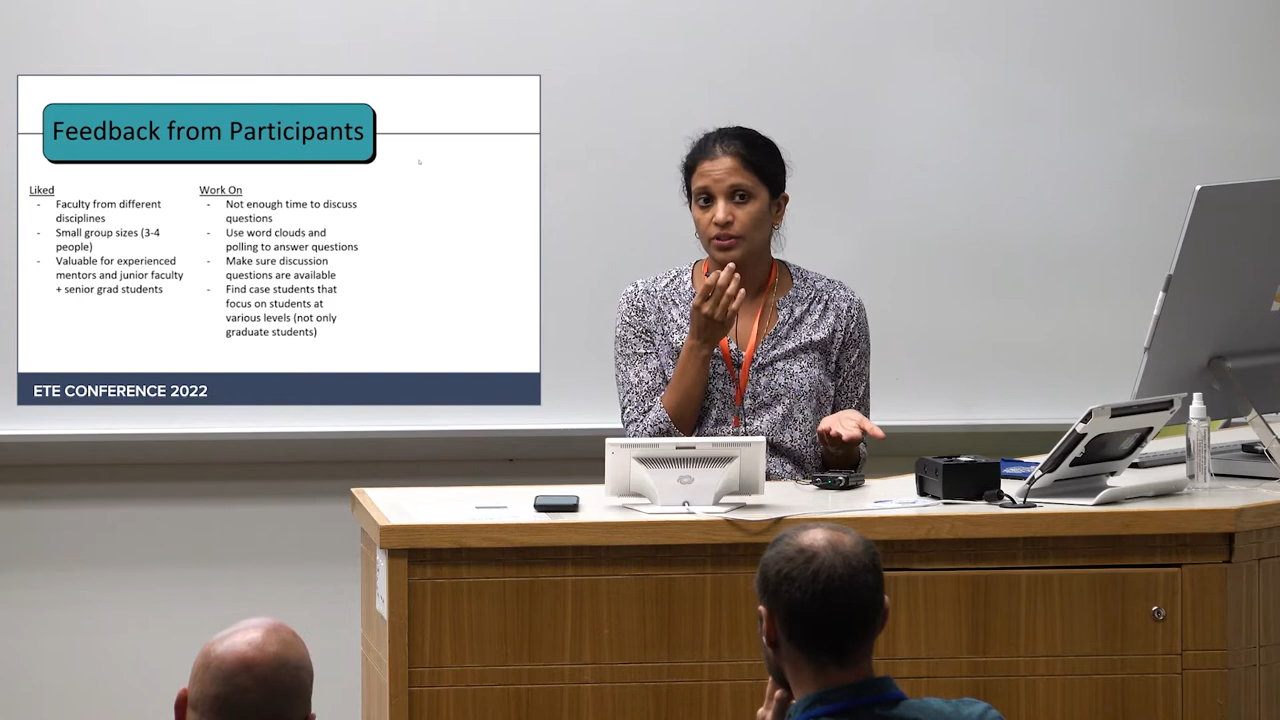 Feedback from Participants
Liked
- Faculty from different
disciplines
- Small group sizes (3-4
people)
- Valuable for experienced
mentors and junior faculty
+ senior grad students
Work On
- Not enough time to discuss
questions
- Use word clouds and
polling to answer questions
- Make sure discussion
questions are available
- Find case students that
focus on students at
various levels (not only
graduate students)
ETE CONFERENCE 2022